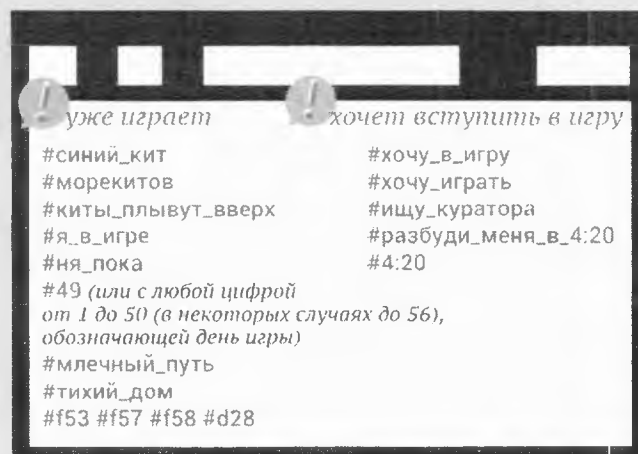 !
уже играет
#синий_кит
#морекитов
#киты_плывут_вверх
#я_в_игре
#ня_пока
#49 (или с любой цифрой
от 1 до 50 (в некоторых случаях до 56),
обозначающей день игры)
#млечный_путь
#тихий_дом
#f53 #f57 #f58 #d28
!
хочет вступить в игру
#хочу_в_игру
#хочу_играть
#ищу_куратора
#разбуди_меня_в_4:20
#4:20